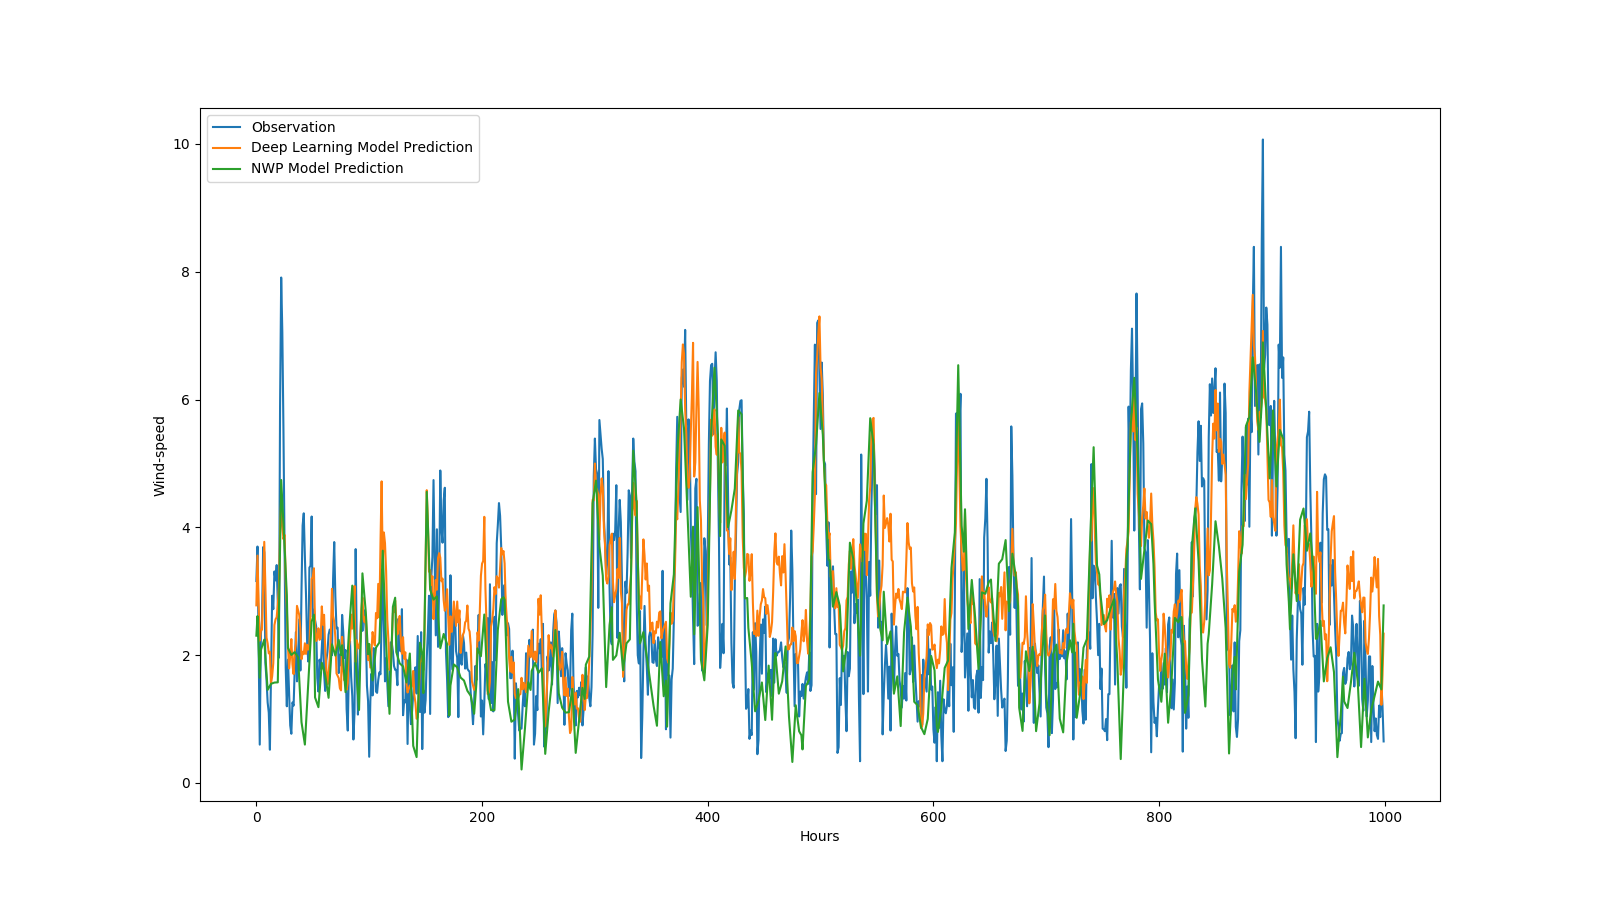 Observation
Deep Learning Model Prediction
NWP Model Prediction
10
8
6
4
2
0
Wind-speed
0 200 400 600 800 1000
Hours